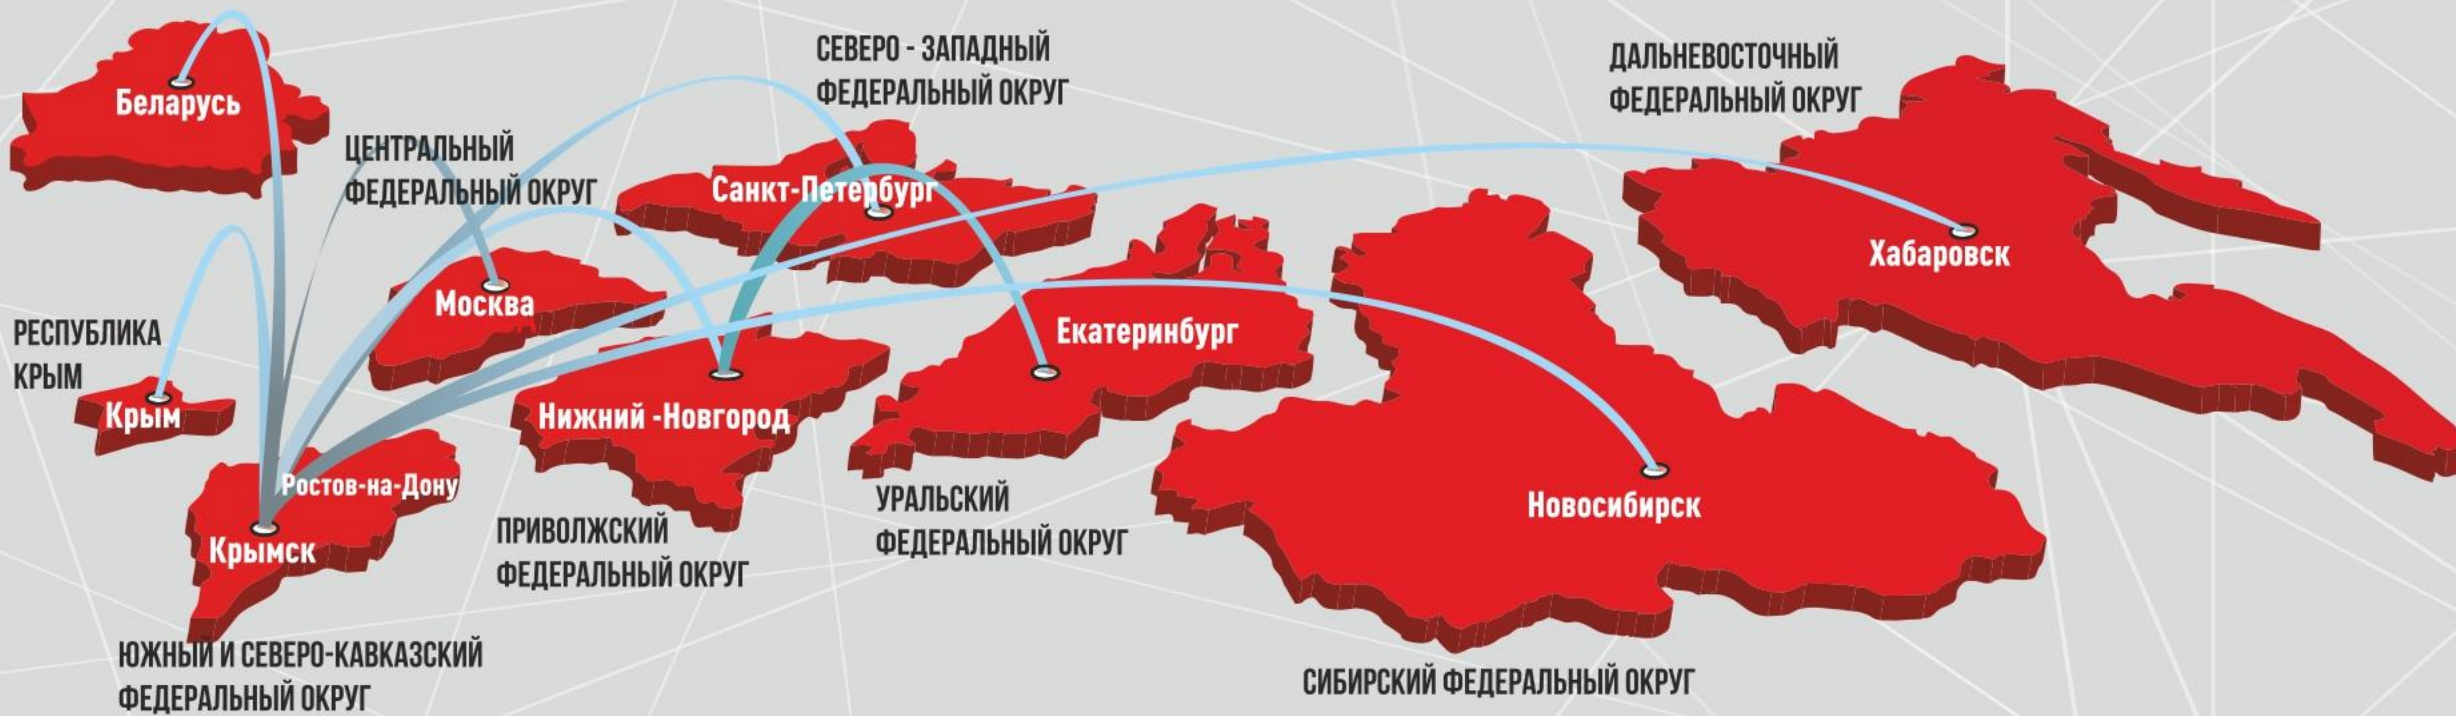 Беларусь
ЦЕНТРАЛЬНЫЙ
ФЕДЕРАЛЬНЫЙ ОКРУГ
СЕВЕРО - ЗАПАДНЫЙ
ФЕДЕРАЛЬНЫЙ ОКРУГ
ДАЛЬНЕВОСТОЧНЫЙ
ФЕДЕРАЛЬНЫЙ ОКРУГ
Санкт-Петербург
Хабаровск
Москва
РЕСПУБЛИКА
КРЫМ
Крым
Екатеринбург
Нижний -Новгород
Ростов-на-Дону
Крымск
ПРИВОЛЖСКИЙ
ФЕДЕРАЛЬНЫЙ ОКРУГ
УРАЛЬСКИЙ
ФЕДЕРАЛЬНЫЙ ОКРУГ
Новосибирск
ЮЖНЫЙ И СЕВЕРО-КАВКАЗСКИЙ
ФЕДЕРАЛЬНЫЙ ОКРУГ
СИБИРСКИЙ ФЕДЕРАЛЬНЫЙ ОКРУГ